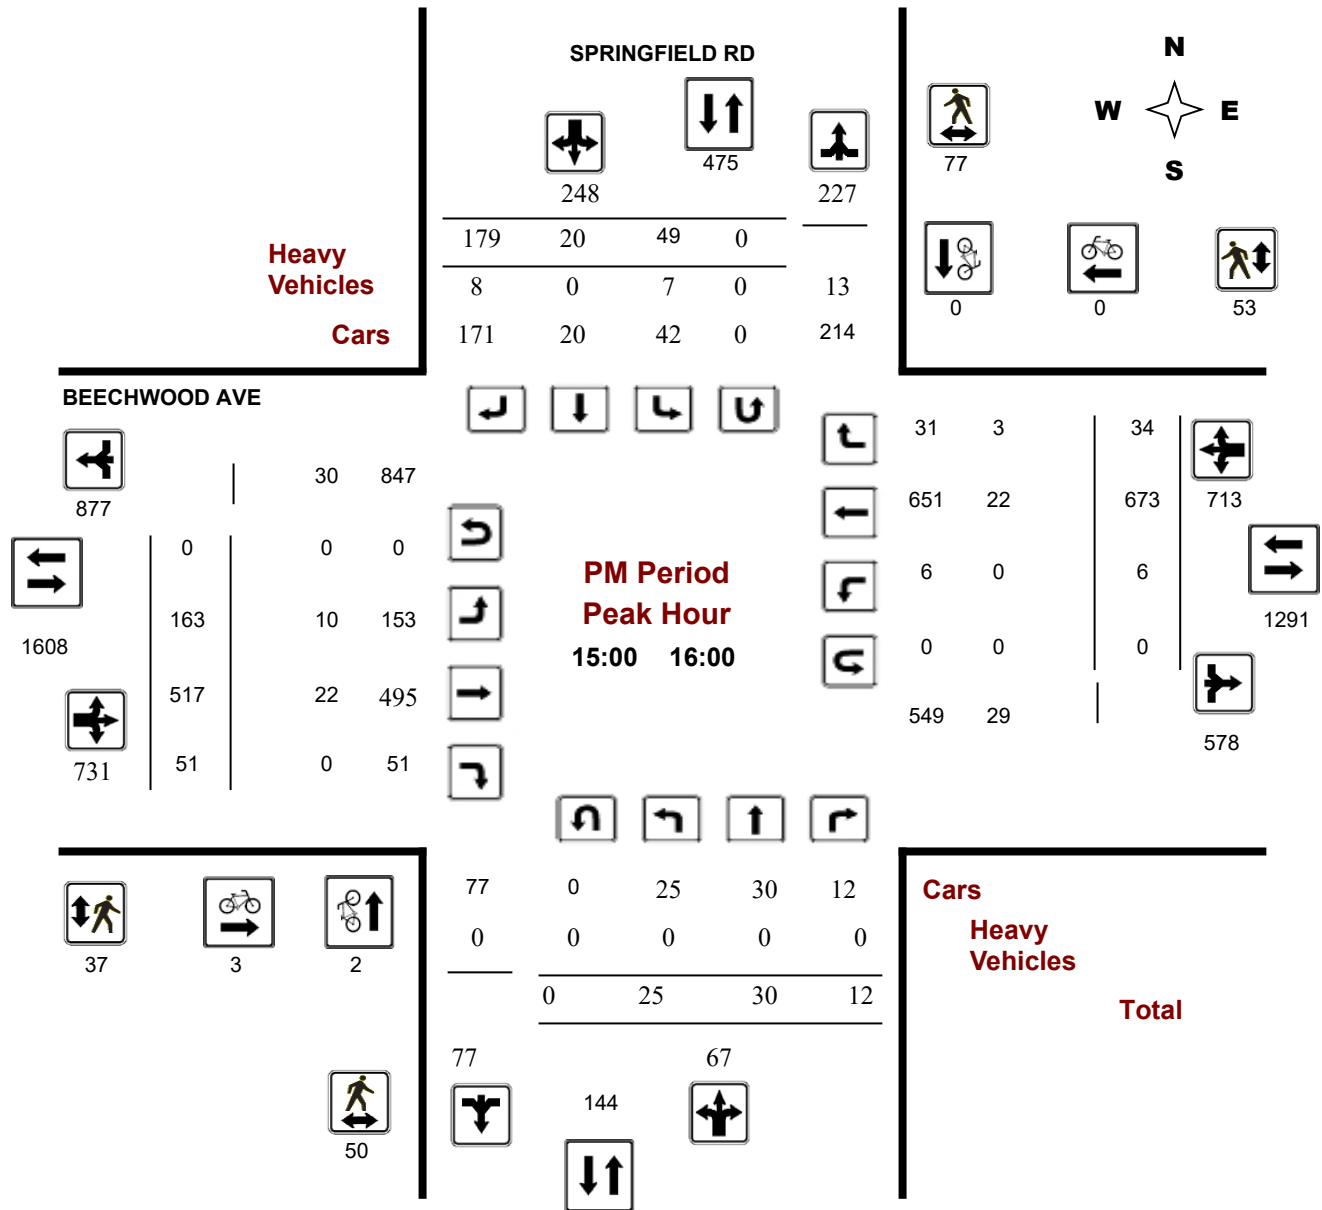 SPRINGFIELD RD
N
W E
S
475
77
248
227
179 20 49 0
Heavy
Vehicles
8 0 7 0 13
0 0 53
Cars
171 20 42 0 214
BEECHWOOD AVE
31 3 34
30 847
877
651 22 673 713
0 0 0
PM Period
6 0 6
Peak Hour
163 10 153
1291
1608
15:00 16:00
0 0 0
517 22 495
549 29
578
731 51 0 51
77 0 25 30 12
Cars
0 0 0 0 0
Heavy
Vehicles
37 3 2
0 25 30 12
Total
77 67
144
50